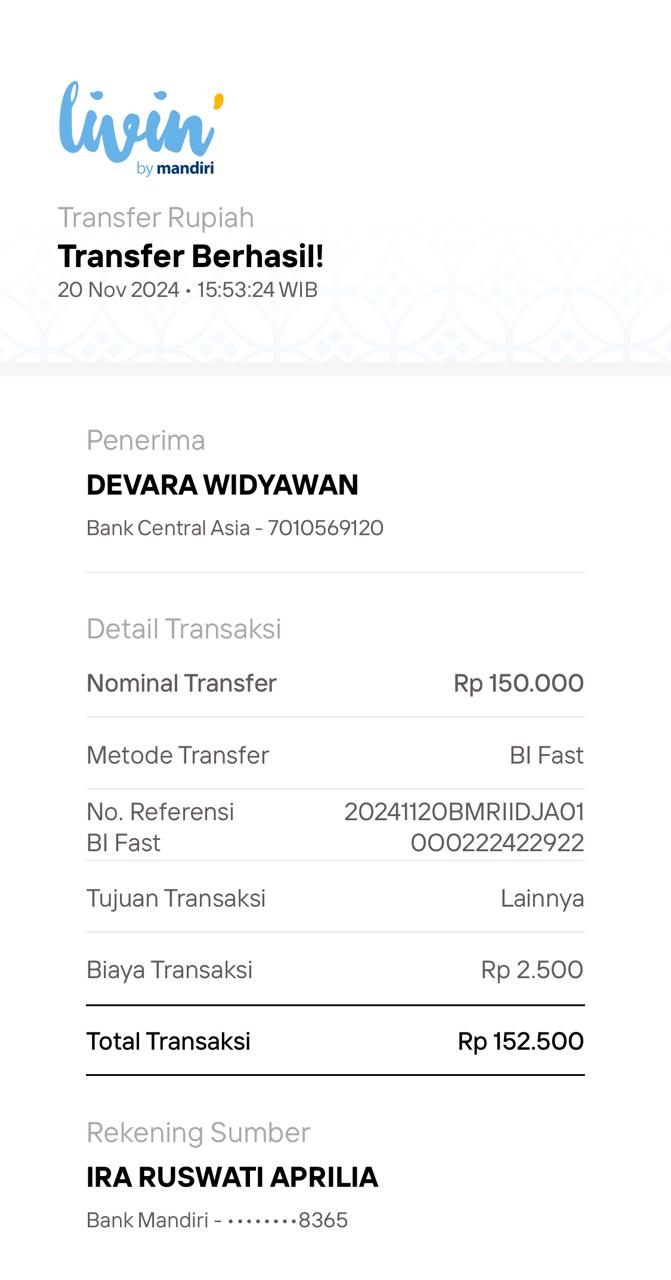 livin'
by mandiri
Transfer Rupiah
Transfer Berhasil!
20 Nov 2024 • 15:53:24 WIB
Penerima
DEVARA WIDYAWAN
Bank Central Asia - 7010569120
Detail Transaksi
Nominal Transfer Rp 150.000
Metode Transfer BI Fast
No. Referensi 20241120BMRIIDJA01
BI Fast 000222422922
Tujuan Transaksi Lainnya
Biaya Transaksi Rp 2.500
Total Transaksi Rp 152.500
Rekening Sumber
IRA RUSWATI APRILIA
Bank Mandiri - ••••••••8365